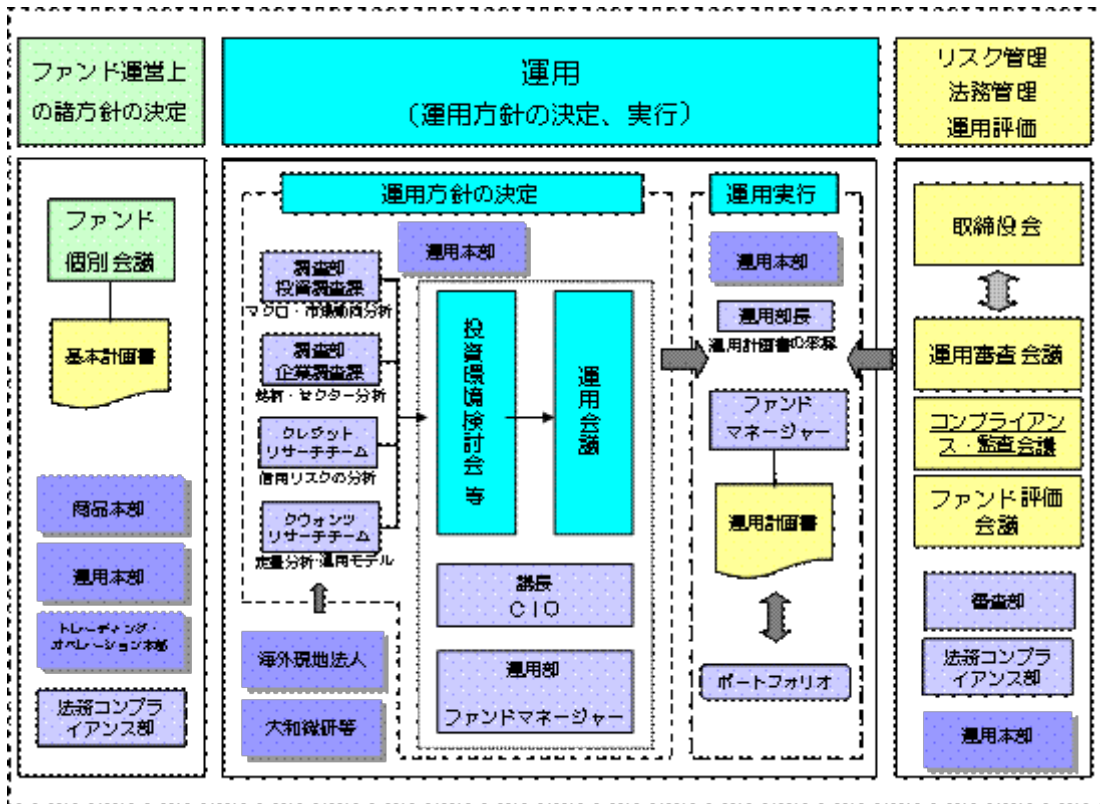 ファンド運営上
の諸方針の決定
ファンド
個別会議
基本計画書
商品本部
運用本部
トレーディング・
オペレーション本部
法務コンプラ
イアンス部
運用
(運用方針の決定、実行)
運用方針の決定
運用本部
調査部
投資調査課
マクロ・市場動向分析
調査部
企業調査課
銘柄・セクター分析
クレジット
リサーチチーム
信用リスクの分析
クウォンツ
リサーチチーム
定量分析・運用モデル
海外現地法人
大和総研等
投資環境検討会 等
運用会議
議長
CIO
運用部
ファンドマネージャー
運用実行
運用本部
運用部長
運用計画書の承認
ファンド
マネージャー
運用計画書
ポートフォリオ
リスク管理
法務管理
運用評価
取締役会
運用審査会議
コンプライアン
ス・監査会議
ファンド評価
会議
審査部
法務コンプラ
イアンス部
運用本部